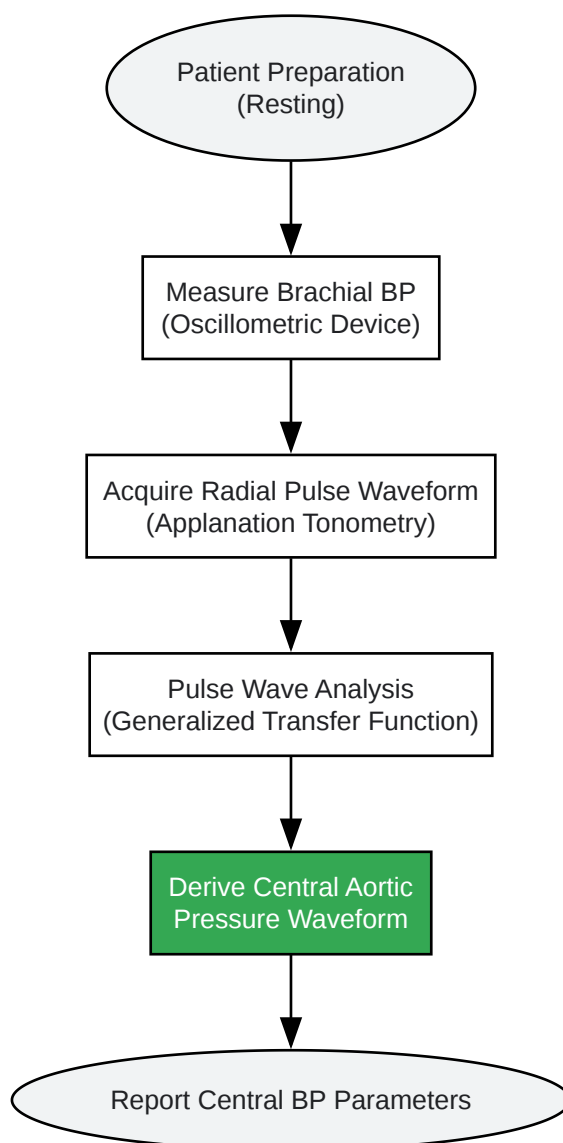 Patient Preparation
(Resting)
Measure Brachial BP
(Oscillometric Device)
Acquire Radial Pulse Waveform
(Applanation Tonometry)
Pulse Wave Analysis
(Generalized Transfer Function)
Derive Central Aortic
Pressure Waveform
Report Central BP Parameters